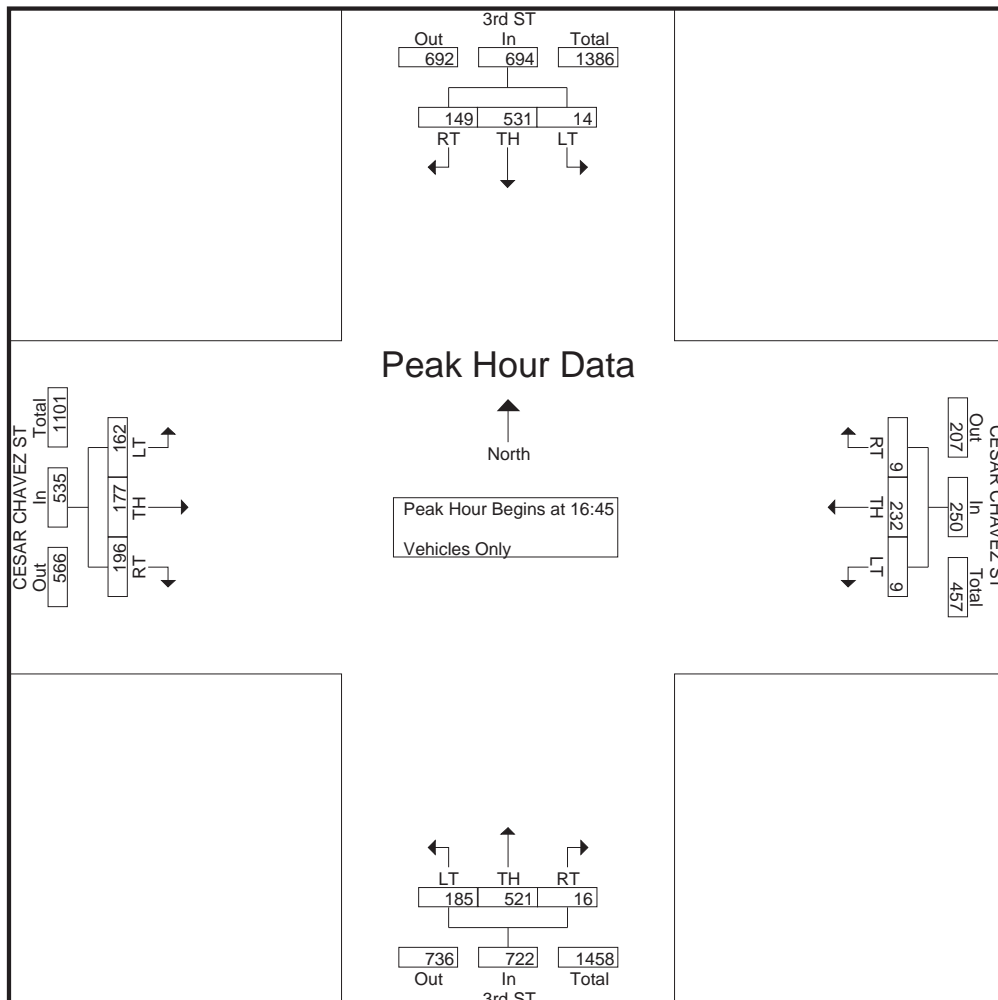 3rd ST
Out In Total
692 694 1386
149 531 14
RT TH LT
Peak Hour Data
North
Peak Hour Begins at 16:45
Vehicles Only
CESAR CHAVEZ ST
Total In Out
1101 535 566
162 177 196
LT TH RT
RT TH LT
9 232 9
Out In Total
207 250 457
CESAR CHAVEZ ST
LT TH RT
185 521 16
736 722 1458
Out In Total
3rd ST